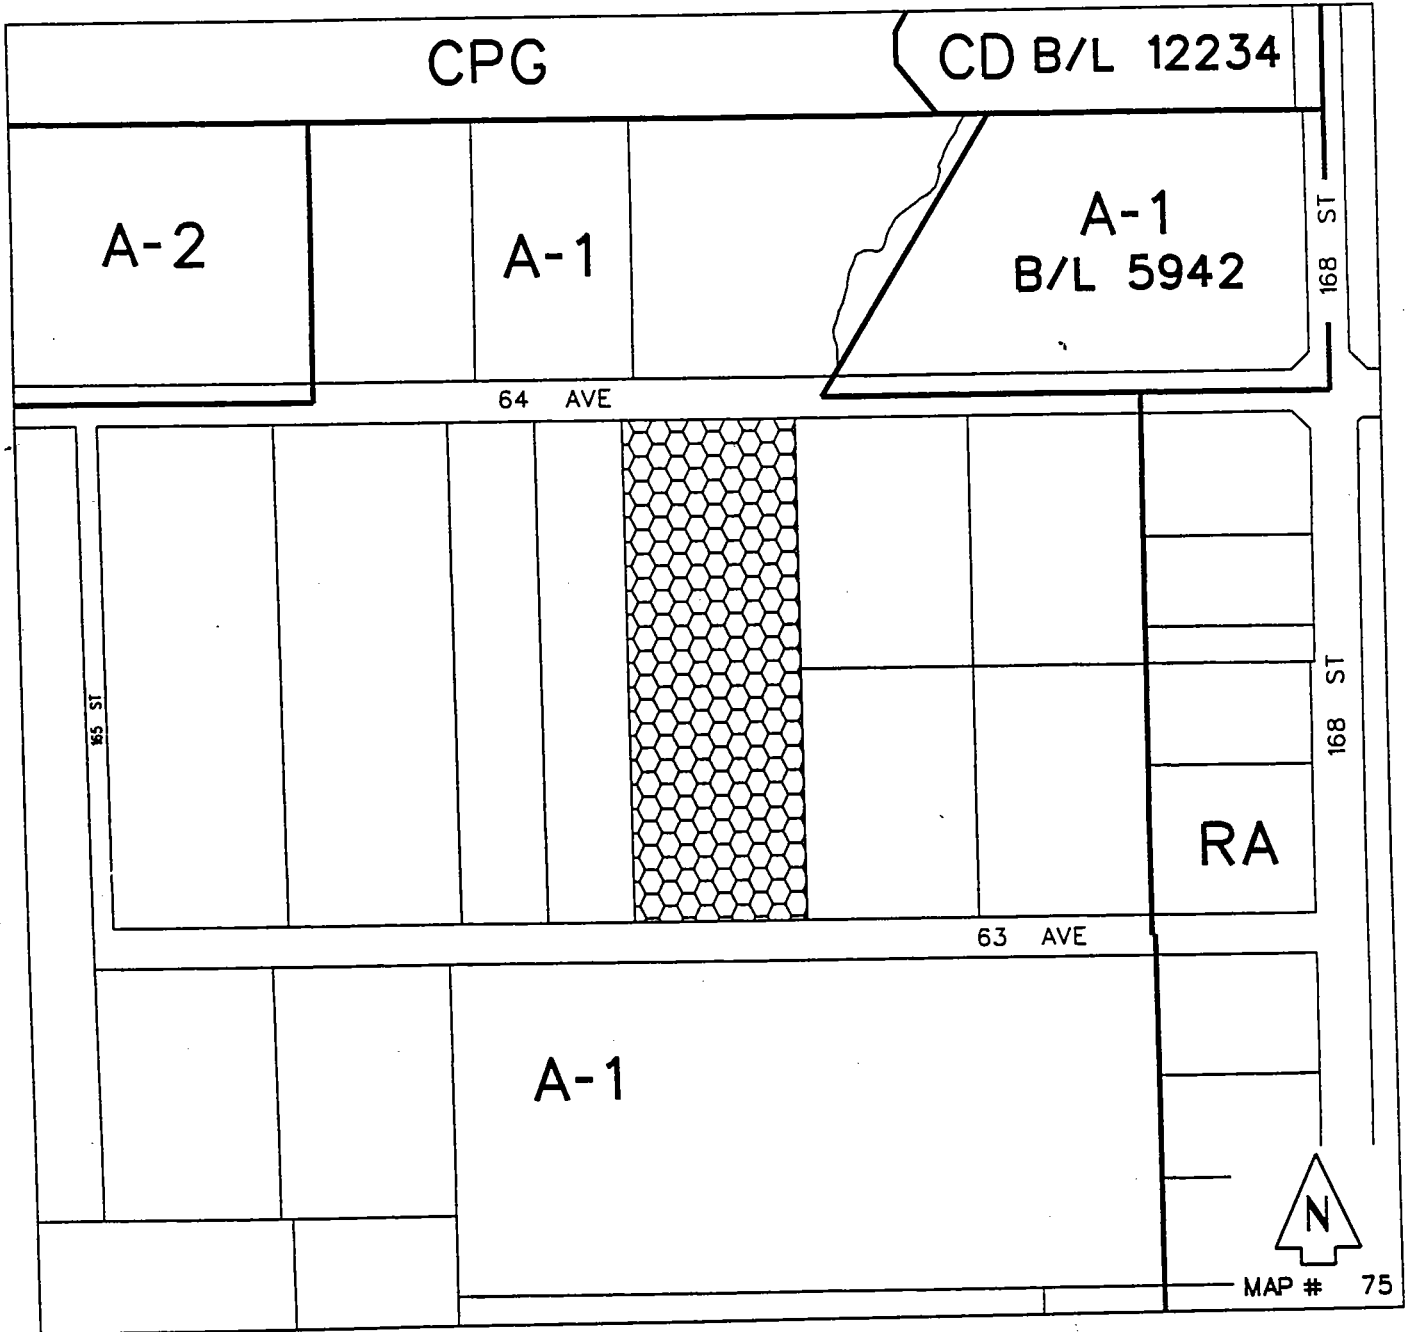 CPG
CD B/L 12234
A-2
A-1
A-1
B/L 5942
168 ST
64 AVE
165 ST
168 ST
RA
63 AVE
A-1
N
MAP # 75